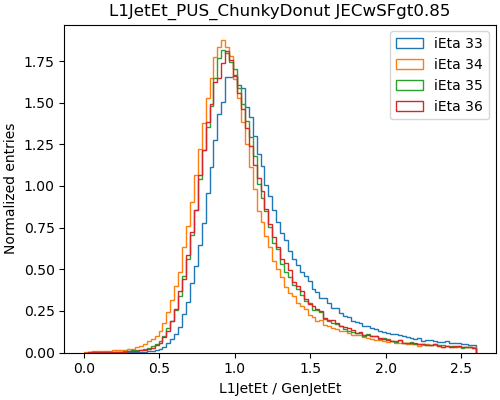 L1JetEt_PUS_ChunkyDonut JECwSFgt0.85
iEta 33
iEta 34
iEta 35
iEta 36
Normalized entries
1.75
1.50
1.25
1.00
0.75
0.50
0.25
0.00
0.0 0.5 1.0 1.5 2.0 2.5
L1JetEt / GenJetEt